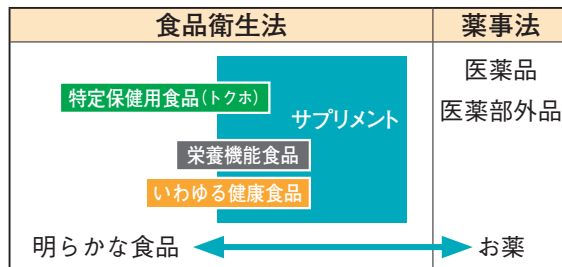 食品衛生法
薬事法
特定保健用食品(トクホ)
サプリメント
栄養機能食品
いわゆる健康食品
医薬品
医薬部外品
明らかな食品
お薬